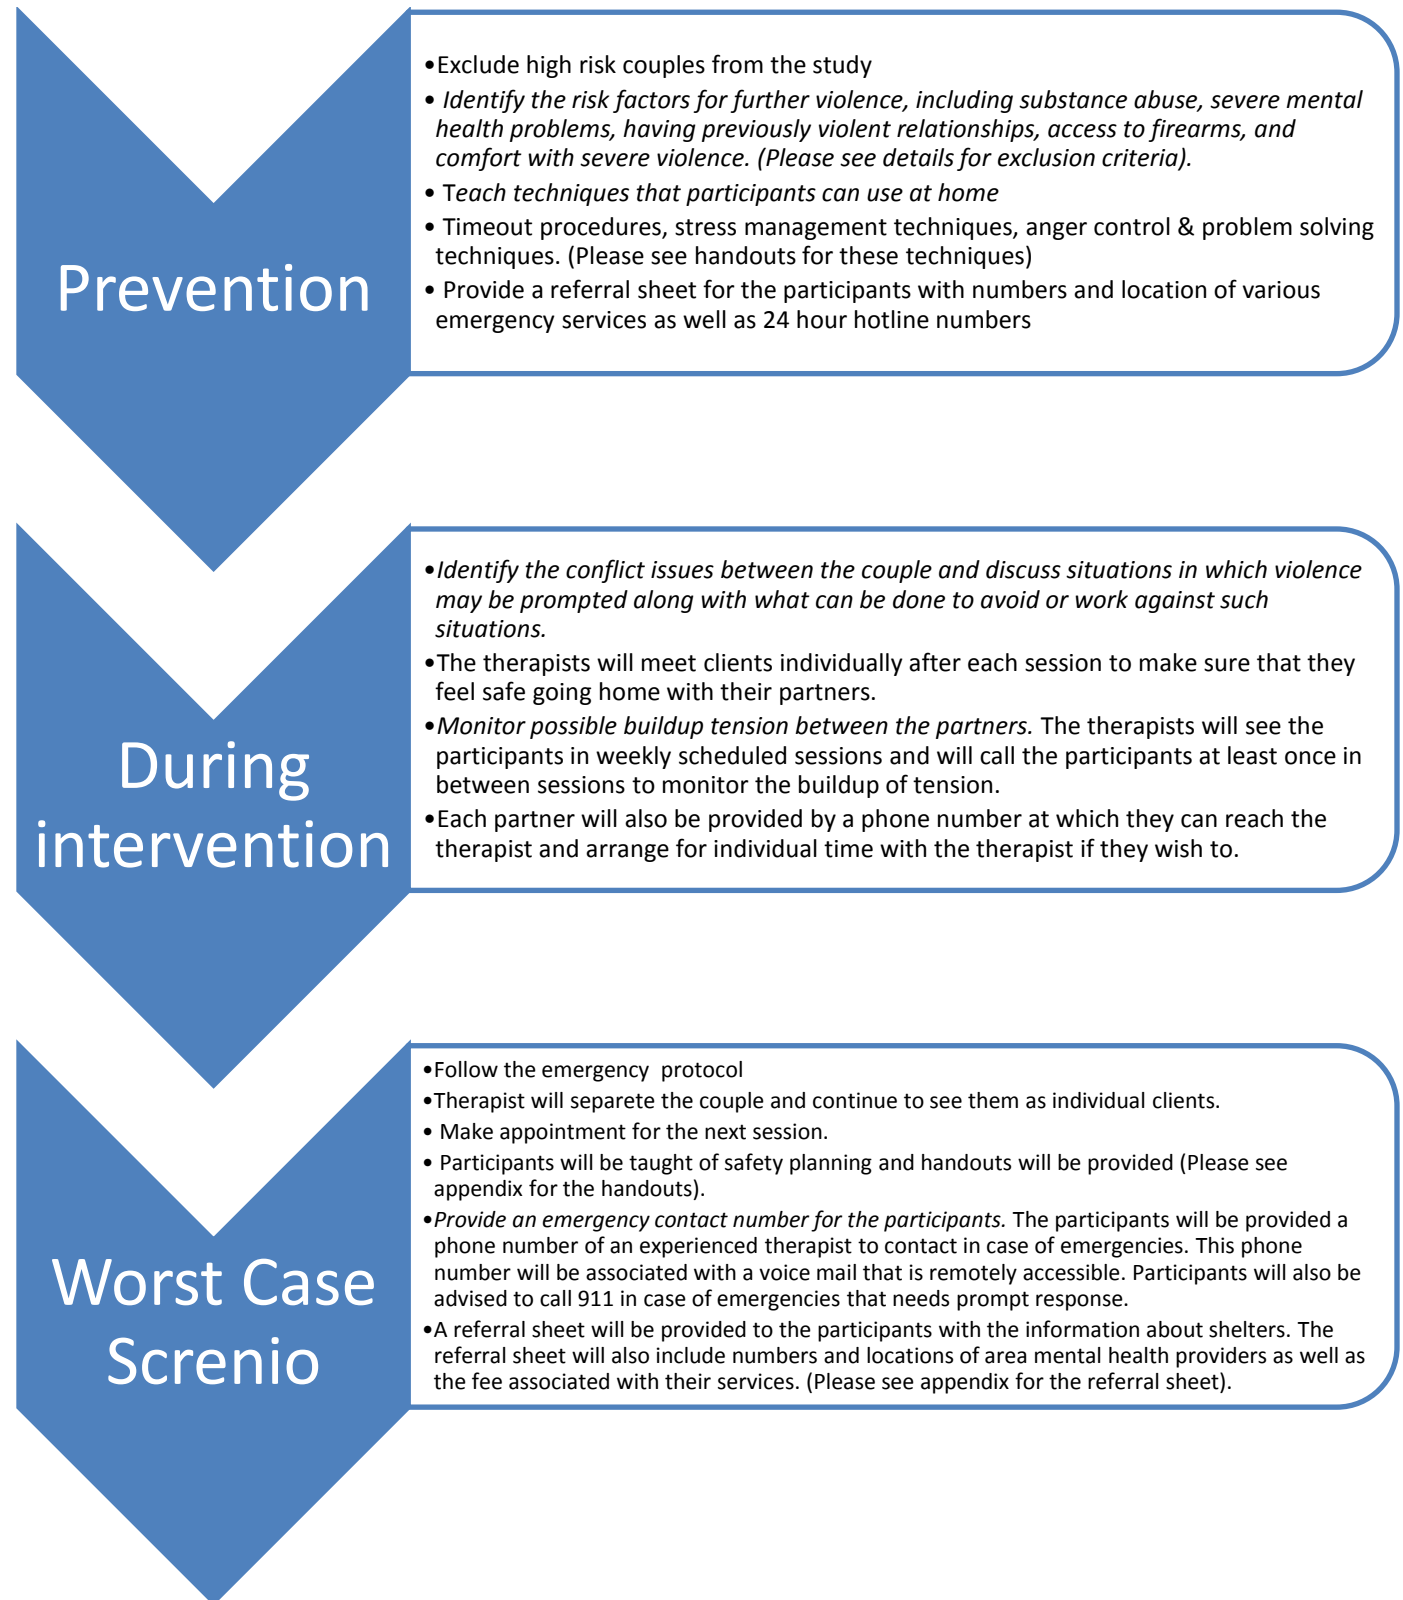 Prevention
•Exclude high risk couples from the study
• Identify the risk factors for further violence, including substance abuse, severe mental
health problems, having previously violent relationships, access to firearms, and
comfort with severe violence. (Please see details for exclusion criteria).
• Teach techniques that participants can use at home
• Timeout procedures, stress management techniques, anger control & problem solving
techniques. (Please see handouts for these techniques)
• Provide a referral sheet for the participants with numbers and location of various
emergency services as well as 24 hour hotline numbers
During
intervention
•Identify the conflict issues between the couple and discuss situations in which violence
may be prompted along with what can be done to avoid or work against such
situations.
•The therapists will meet clients individually after each session to make sure that they
feel safe going home with their partners.
•Monitor possible buildup tension between the partners. The therapists will see the
participants in weekly scheduled sessions and will call the participants at least once in
between sessions to monitor the buildup of tension.
•Each partner will also be provided by a phone number at which they can reach the
therapist and arrange for individual time with the therapist if they wish to.
Worst Case
Screnio
•Follow the emergency protocol
•Therapist will separete the couple and continue to see them as individual clients.
• Make appointment for the next session.
• Participants will be taught of safety planning and handouts will be provided (Please see
appendix for the handouts).
•Provide an emergency contact number for the participants. The participants will be provided a
phone number of an experienced therapist to contact in case of emergencies. This phone
number will be associated with a voice mail that is remotely accessible. Participants will also be
advised to call 911 in case of emergencies that needs prompt response.
•A referral sheet will be provided to the participants with the information about shelters. The
referral sheet will also include numbers and locations of area mental health providers as well as
the fee associated with their services. (Please see appendix for the referral sheet).